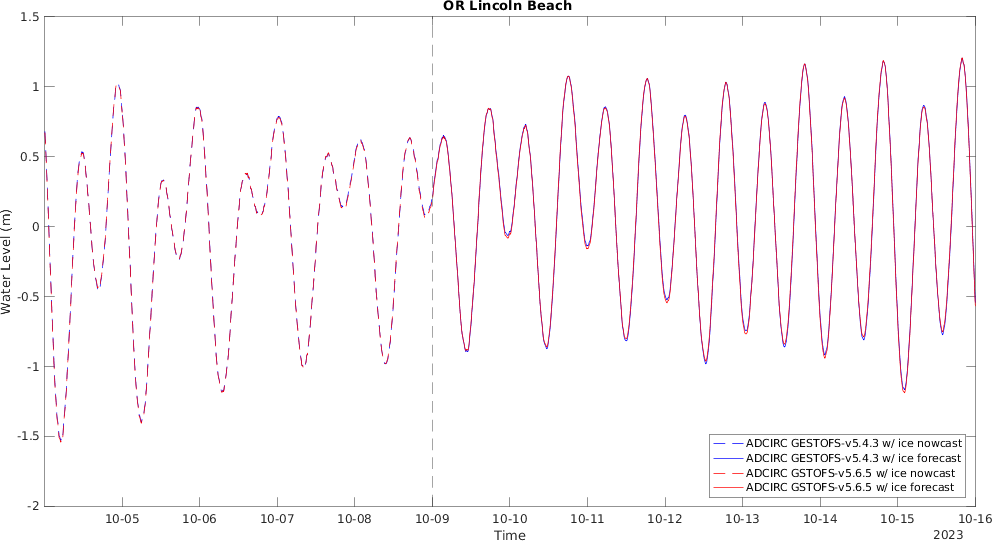 OR Lincoln Beach
1.5
1
0.5
0
-0.5
-1
-1.5
-2
Water Level (m)
10-05 10-06 10-07 10-08 10-09 10-10 10-11 10-12 10-13 10-14 10-15 10-16
Time
2023
ADCIRC GESTOFS-v5.4.3 w/ ice nowcast
ADCIRC GESTOFS-v5.4.3 w/ ice forecast
ADCIRC GSTOFS-v5.6.5 w/ ice nowcast
ADCIRC GSTOFS-v5.6.5 w/ ice forecast